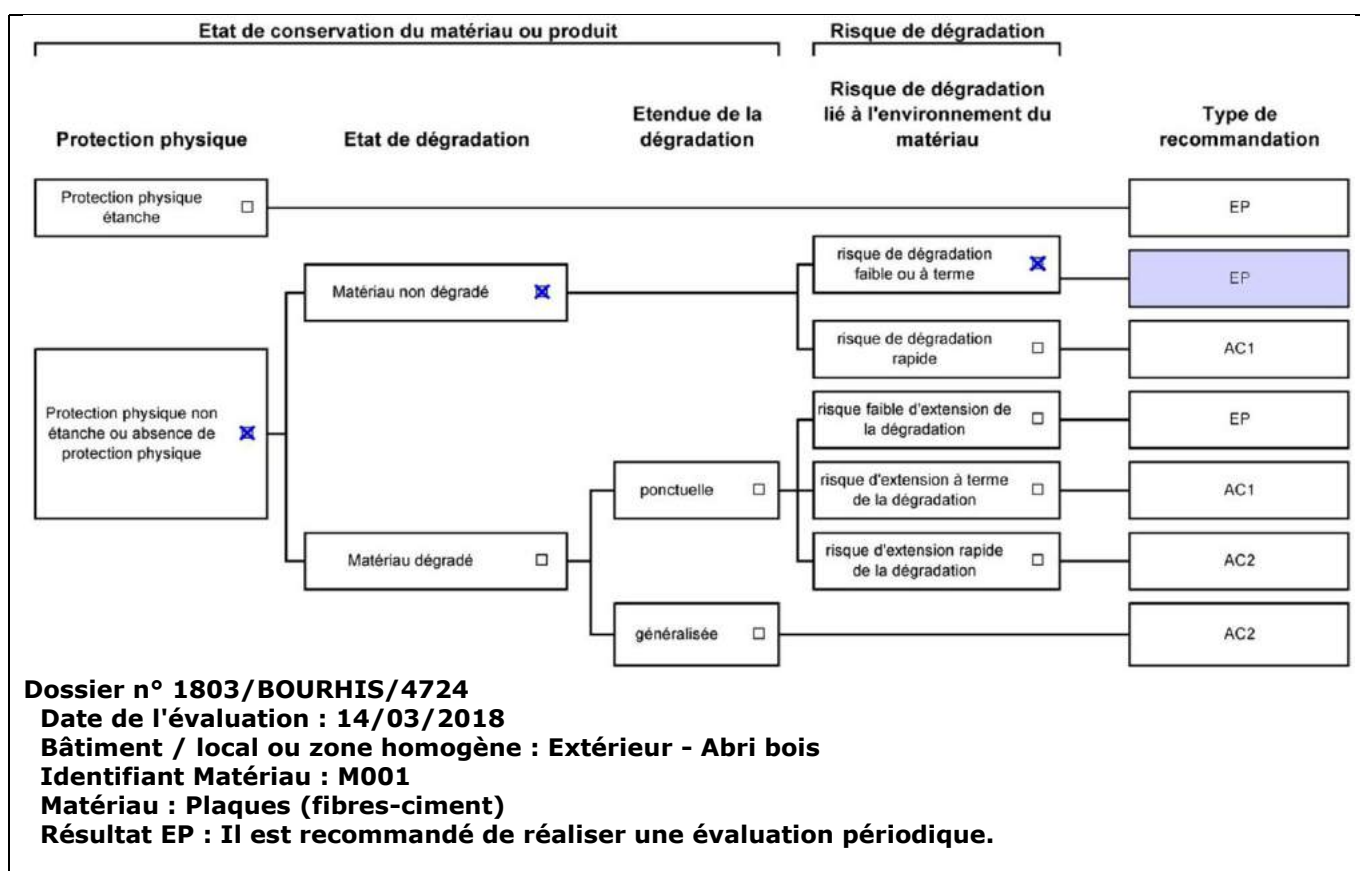 Etat de conservation du matériau ou produit
Risque de dégradation
Protection physique
Etat de dégradation
Etendue de la
dégradation
Risque de dégradation
lié à l'environnement du
matériau
Type de
recommandation
Protection physique
étanche
EP
risque de dégradation
faible ou à terme
EP
Matériau non dégradé
risque de dégradation
rapide
AC1
Protection physique non
étanche ou absence de
protection physique
risque faible d'extension de
la dégradation
EP
ponctuelle
risque d'extension à terme
de la dégradation
AC1
Matériau dégradé
risque d'extension rapide
de la dégradation
AC2
généralisée
AC2
Dossier n° 1803/BOURHIS/4724
Date de l'évaluation : 14/03/2018
Bâtiment / local ou zone homogène : Extérieur - Abri bois
Identifiant Matériau : M001
Matériau : Plaques (fibres-ciment)
Résultat EP : Il est recommandé de réaliser une évaluation périodique.